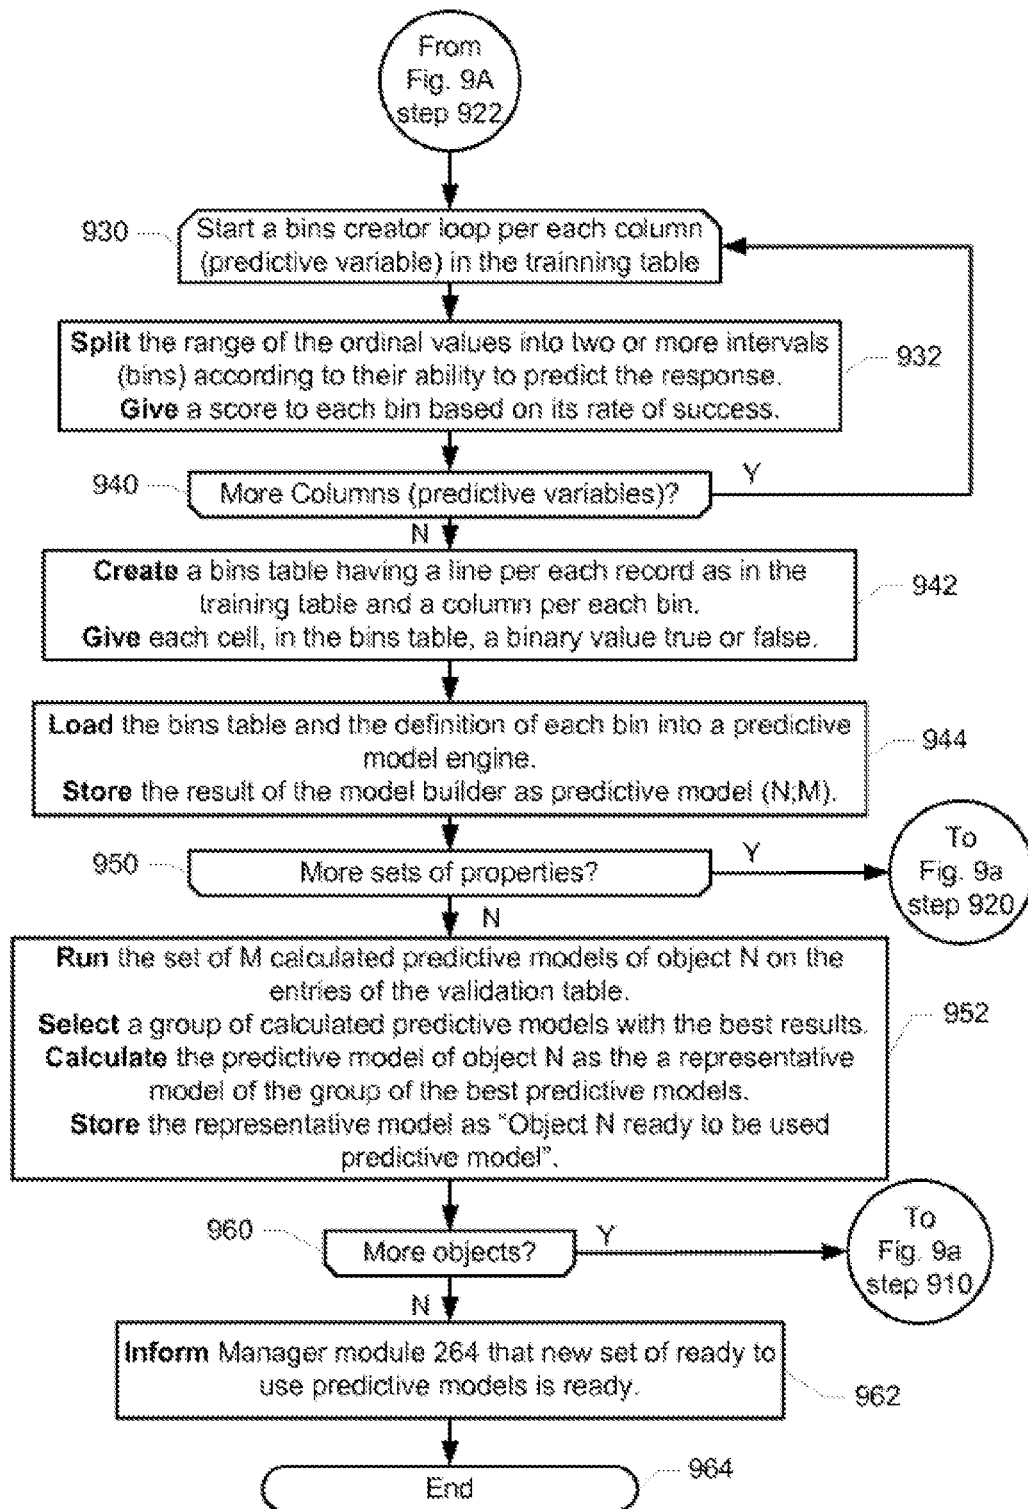 From
Fig. 9A
step 922
930
Start a bins creator loop per each column
(predictive variable) in the trainning table
Split the range of the ordinal values into two or more intervals
(bins) according to their ability to predict the response.
Give a score to each bin based on its rate of success.
932
940
More Columns (predictive variables)?
Y
N
Create a bins table having a line per each record as in the
training table and a column per each bin.
Give each cell, in the bins table, a binary value true or false.
942
Load the bins table and the definition of each bin into a predictive
model engine.
Store the result of the model builder as predictive model (N;M).
944
950
More sets of properties?
Y
To
Fig. 9a
step 920
N
Run the set of M calculated predictive models of object N on the
entries of the validation table.
Select a group of calculated predictive models with the best results.
Calculate the predictive model of object N as the a representative
model of the group of the best predictive models.
Store the representative model as "Object N ready to be used
predictive model".
952
960
More objects?
Y
To
Fig. 9a
step 910
N
Inform Manager module 264 that new set of ready to
use predictive models is ready.
962
End
964